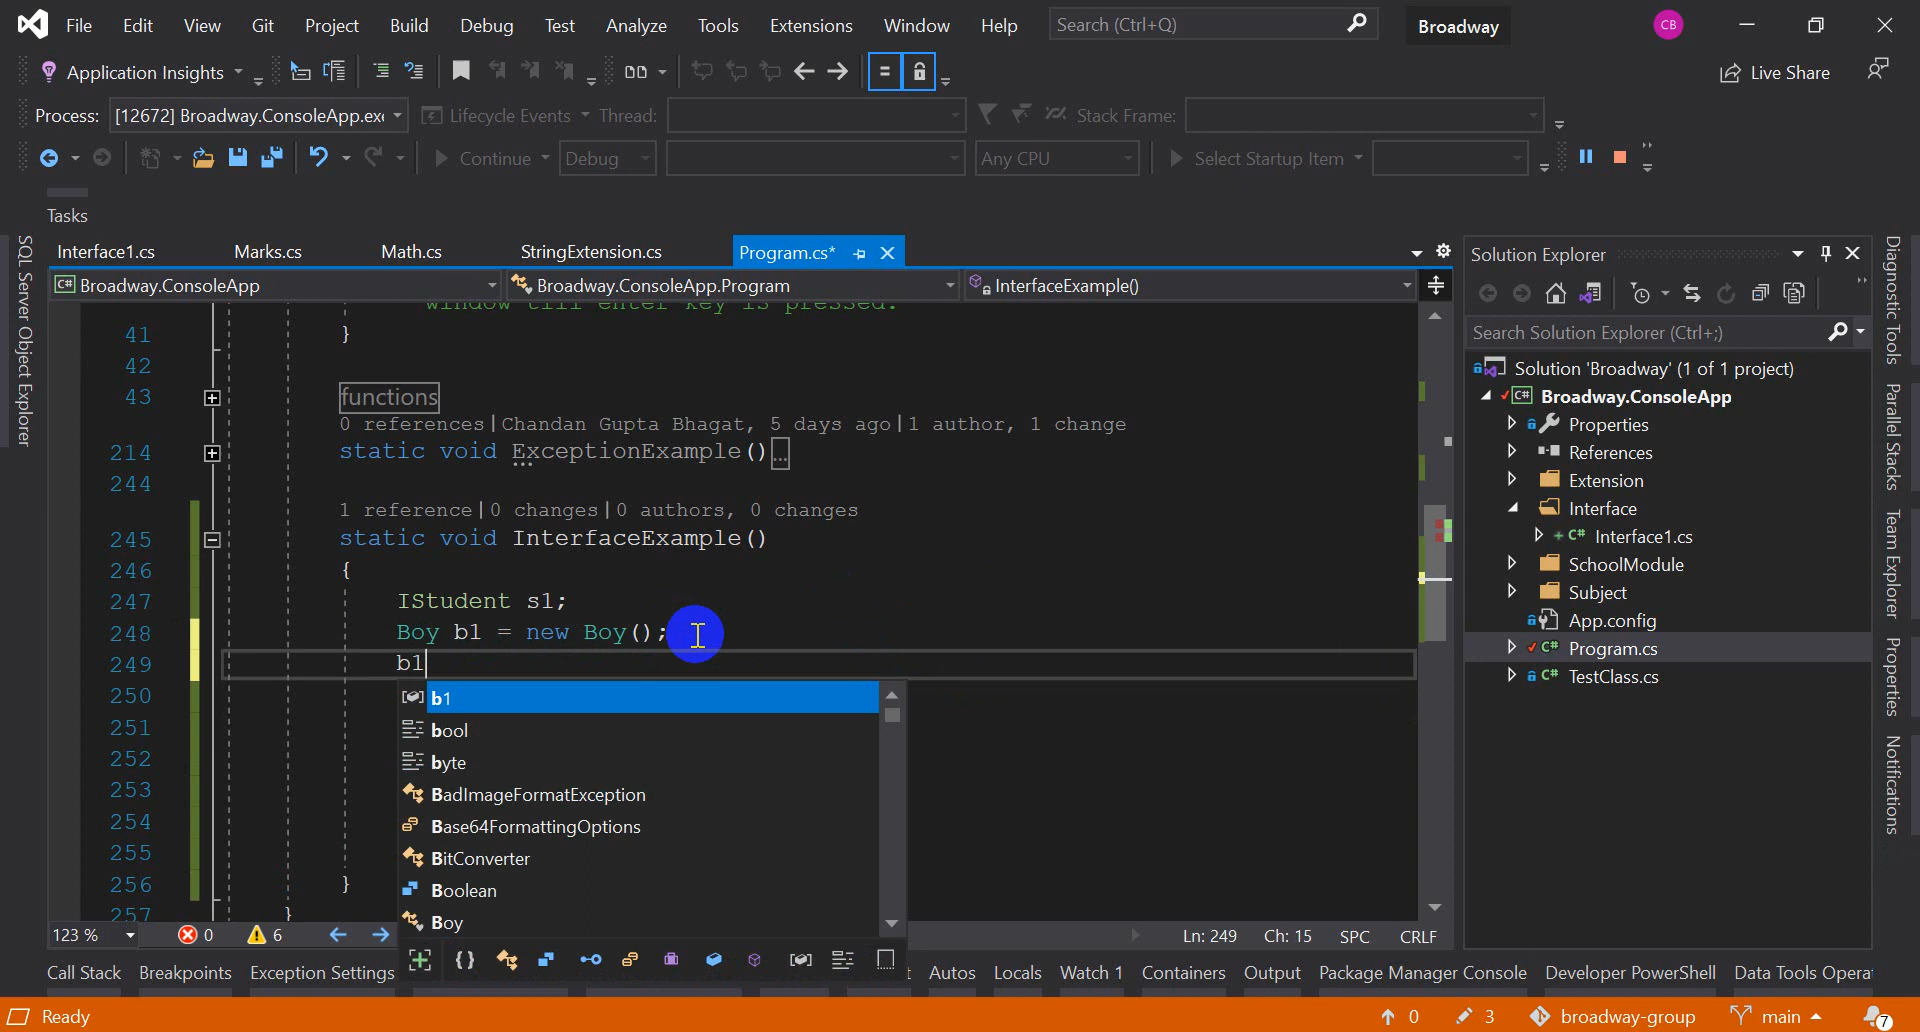 File Edit View Git Project Build Debug Test Analyze Tools Extensions Window Help Search (Ctrl+Q) Broadway CB
Application Insights Live Share
Process: [12672] Broadway.ConsoleApp.exe Lifecycle Events Thread: Stack Frame:
Continue Debug Any CPU Select Startup Item
Tasks
SQL Server Object Explorer
Interface1.cs Marks.cs Math.cs StringExtension.cs Program.cs*
C# Broadway.ConsoleApp Broadway.ConsoleApp.Program InterfaceExample()
window till enter key is pressed.
41 }
42
43 functions
0 references|Chandan Gupta Bhagat, 5 days ago|1 author, 1 change
214 static void ExceptionExample()...
244
1 reference|0 changes|0 authors, 0 changes
245 static void InterfaceExample()
246 {
247 IStudent s1;
248 Boy b1 = new Boy();
249 b1
250
251
252
253
254
255
256 }
257 }
b1
bool
byte
BadImageFormatException
Base64FormattingOptions
BitConverter
Boolean
Boy
123 % 0 6 Ln: 249 Ch: 15 SPC CRLF
Solution Explorer
Search Solution Explorer (Ctrl+;)
Solution 'Broadway' (1 of 1 project)
C# Broadway.ConsoleApp
Properties
References
Extension
Interface
C# Interface1.cs
SchoolModule
Subject
App.config
C# Program.cs
C# TestClass.cs
Diagnostic Tools
Parallel Stacks
Team Explorer
Properties
Notifications
Call Stack Breakpoints Exception Settings t Autos Locals Watch 1 Containers Output Package Manager Console Developer PowerShell Data Tools Opera
Ready 0 3 broadway-group main 7